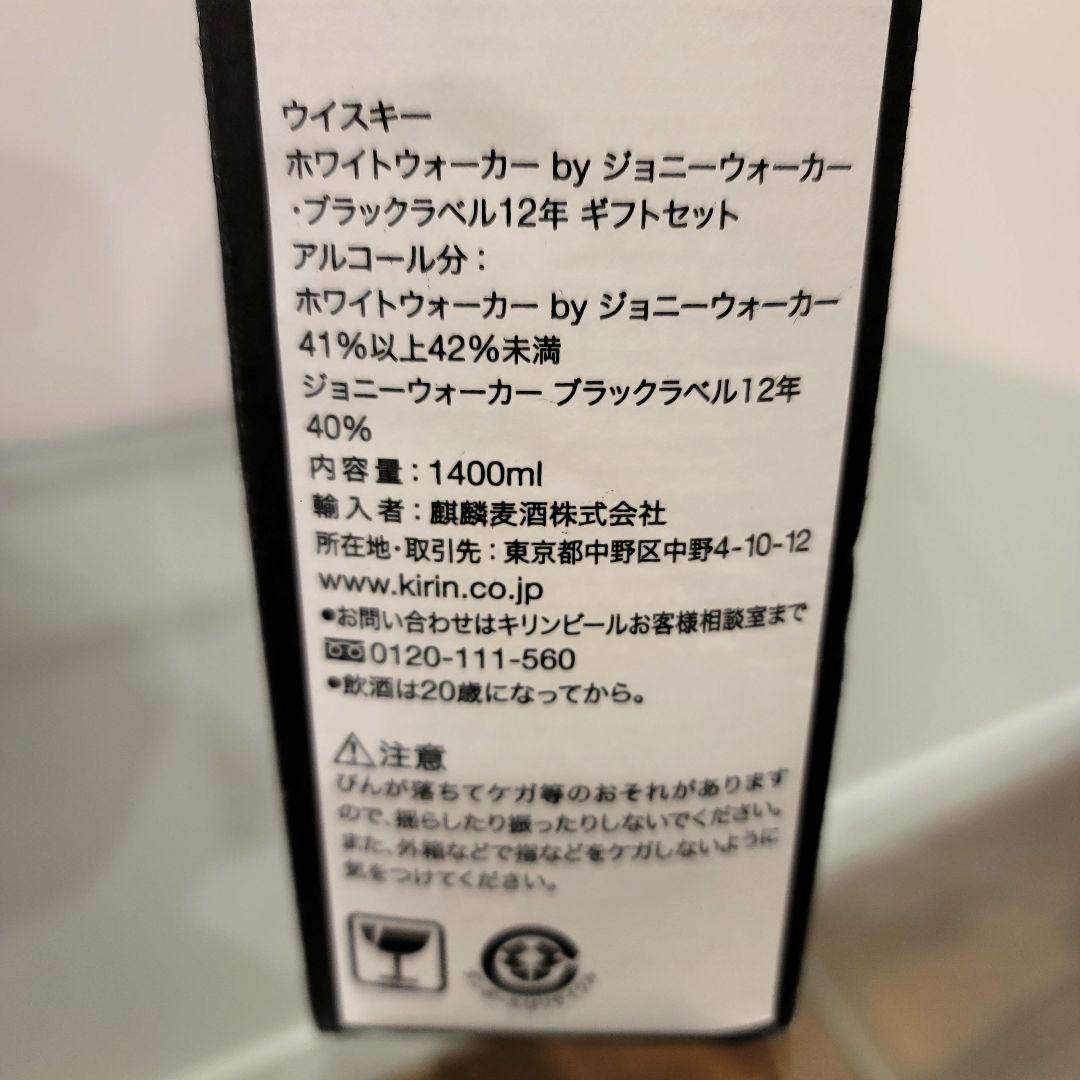 ウイスキー
ホワイトウォーカー by ジョニーウォーカー
・ブラックラベル12年 ギフトセット
アルコール分：
ホワイトウォーカー by ジョニーウォーカー
41%以上42%未満
ジョニーウォーカー ブラックラベル12年
40%
内容量：1400ml
輸入者：麒麟麦酒株式会社
所在地・取引先：東京都中野区中野4-10-12
www.kirin.co.jp
●お問い合わせはキリンビールお客様相談室まで
0120-111-560
●飲酒は20歳になってから。
注意
びんが落ちてケガ等のおそれがあります
ので、揺らしたり振ったりしないでください。
また、外箱などで指などをケガしないように
気をつけてください。